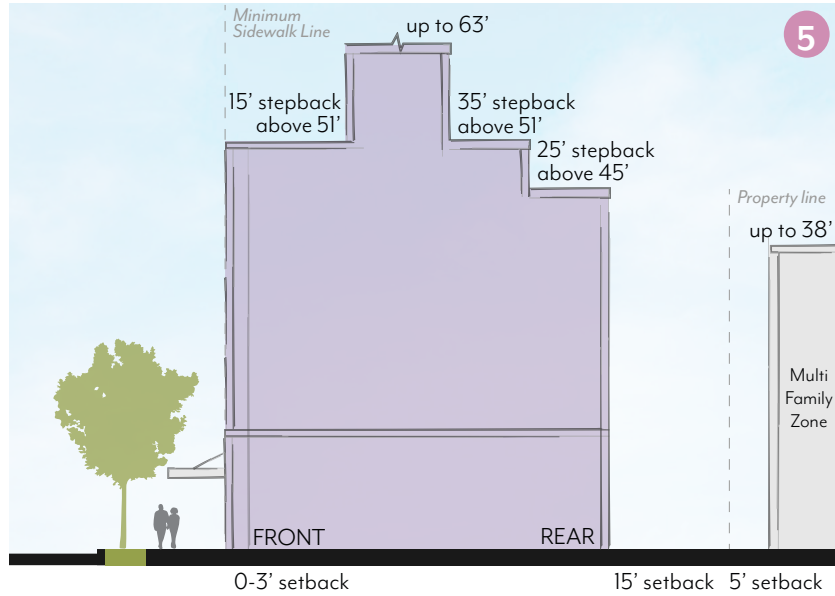 Minimum
Sidewalk Line
up to 63’
5
15’ stepback
above 51’
35’ stepback
above 51’
25’ stepback
above 45’
Property line
up to 38’
Multi
Family
Zone
FRONT
REAR
0-3’ setback
15’ setback
5’ setback